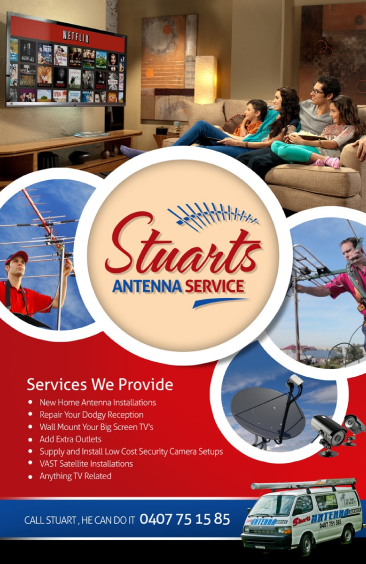 NETFLIX
Stuarts
ANTENNA SERVICE
Services We Provide
• New Home Antenna Installations
• Repair Your Dodgy Reception
• Wall Mount Your Big Screen TV's
• Add Extra Outlets
• Supply and Install Low Cost Security Camera Setups
• VAST Satellite Installations
• Anything TV Related
CALL STUART , HE CAN DO IT 0407 75 15 85
Stuarts ANTENNA